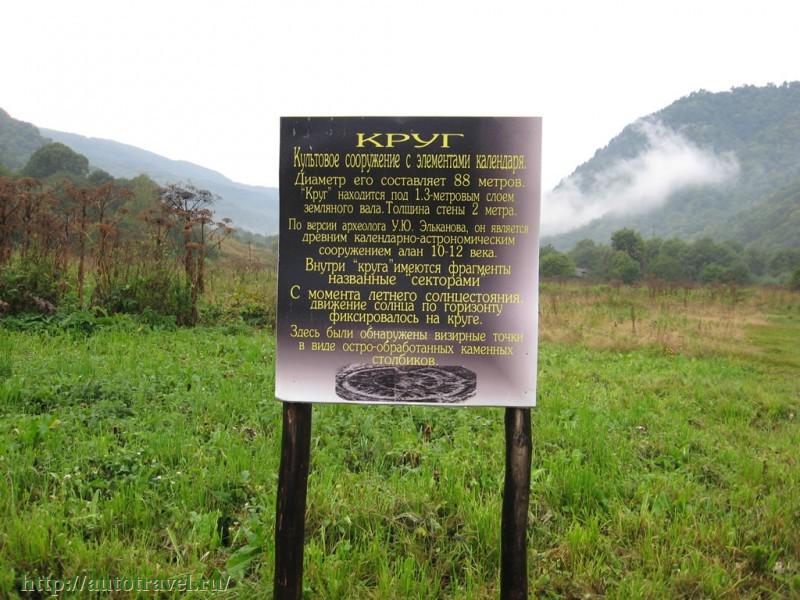 КРУГ
Культовое сооружение с элементами календаря.
Диаметр его составляет 88 метров.
"Круг" находится под 1.3-метровым слоем
земляного вала.Толщина стены 2 метра.
По версии археолога У.Ю. Эльканова, он является
древним календарно-астрономическим
сооружением алан 10-12 века.
Внутри "круга"имеются фрагменты
названные "секторами
С момента летнего солнцестояния.
движение солнца по горизонту
фиксировалось на круге.
Здесь были обнаружены визирные точки
в виде остро-обработанных каменных
столбиков.
http://autotravel.ru/